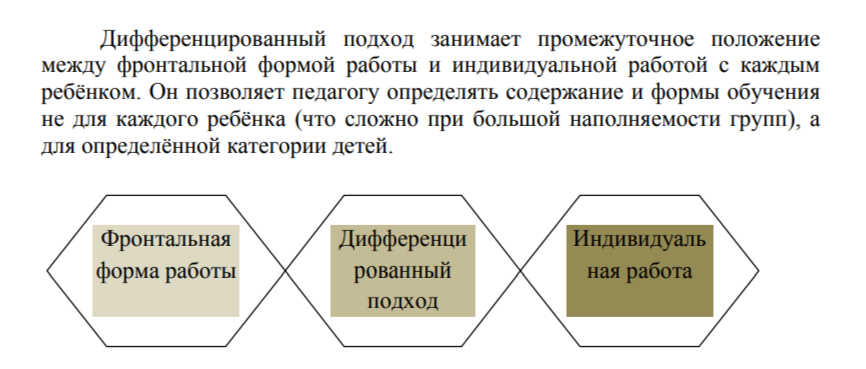 Дифференцированный подход занимает промежуточное положение
между фронтальной формой работы и индивидуальной работой с каждым
ребёнком. Он позволяет педагогу определять содержание и формы обучения
не для каждого ребёнка (что сложно при большой наполняемости групп), а
для определённой категории детей.
Фронтальная
форма работы
Дифференци
рованный
подход
Индивидуаль
ная работа